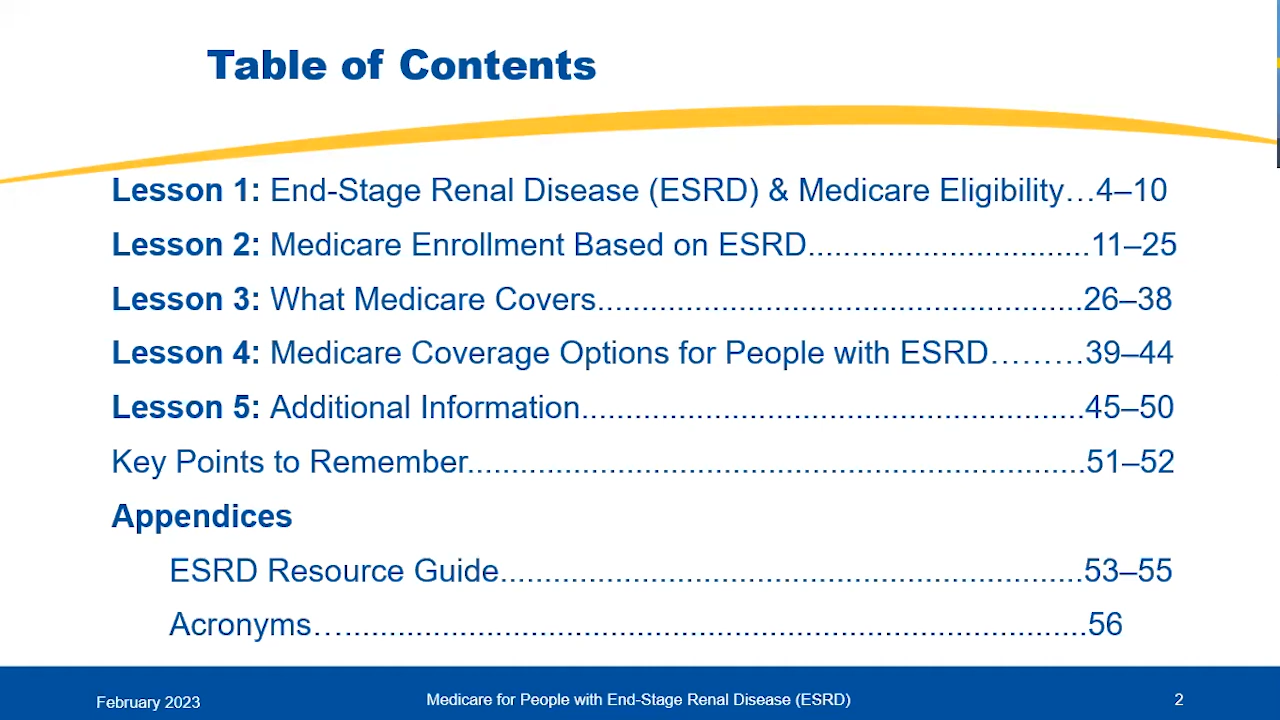 Table of Contents
Lesson 1: End-Stage Renal Disease (ESRD) & Medicare Eligibility…4–10
Lesson 2: Medicare Enrollment Based on ESRD................................11–25
Lesson 3: What Medicare Covers.......................................................26–38
Lesson 4: Medicare Coverage Options for People with ESRD………39–44
Lesson 5: Additional Information.........................................................45–50
Key Points to Remember......................................................................51–52
Appendices
ESRD Resource Guide..................................................................53–55
Acronyms…....................................................................................56
February 2023
Medicare for People with End-Stage Renal Disease (ESRD)
2